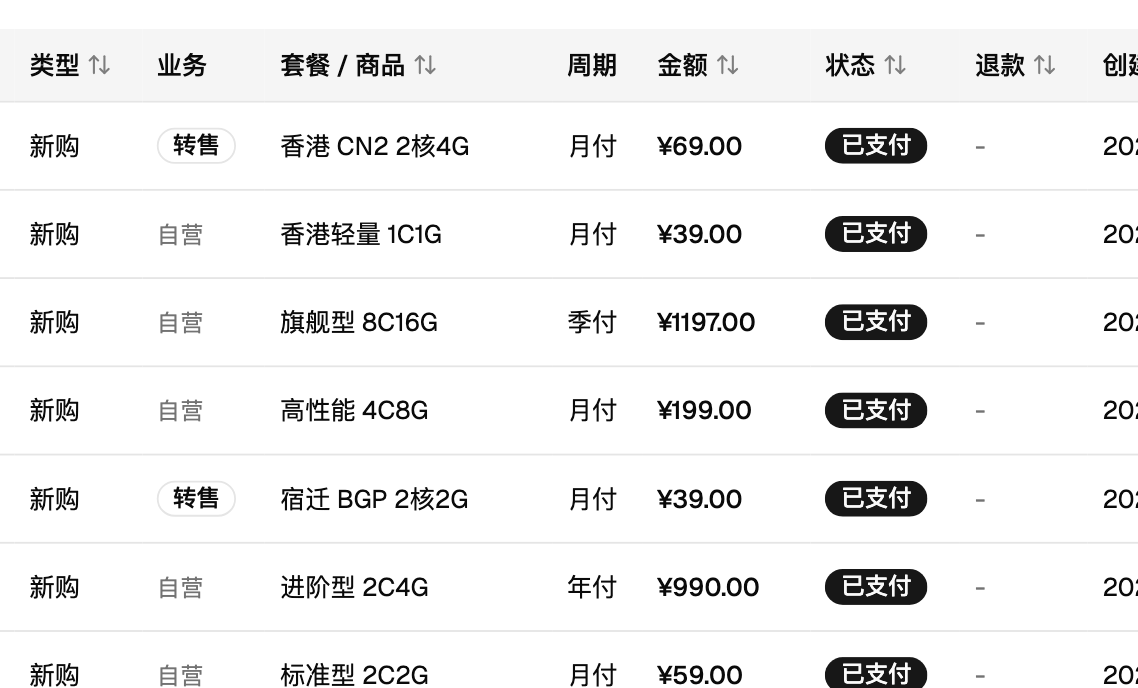 类型 业务 套餐 / 商品 周期 金额 状态 退款
新购 转售 香港 CN2 2核4G 月付 ¥69.00 已支付 -
新购 自营 香港轻量 1C1G 月付 ¥39.00 已支付 -
新购 自营 旗舰型 8C16G 季付 ¥1197.00 已支付 -
新购 自营 高性能 4C8G 月付 ¥199.00 已支付 -
新购 转售 宿迁 BGP 2核2G 月付 ¥39.00 已支付 -
新购 自营 进阶型 2C4G 年付 ¥990.00 已支付 -
新购 自营 标准型 2C2G 月付 ¥59.00 已支付 -